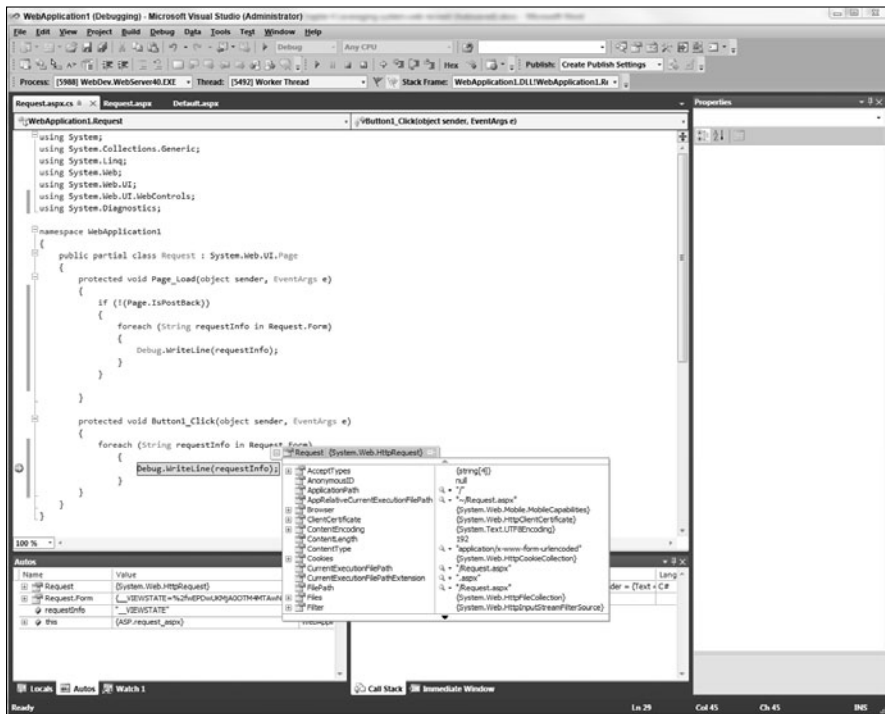 WebApplication1 (Debugging) - Microsoft Visual Studio (Administrator)
File Edit View Project Build Debug Data Tools Test Window Help
Debug Any CPU
Hex Publish: Create Publish Settings
Process: [5988] WebDev.WebServer40.EXE Thread: [5492] Worker Thread Stack Frame: WebApplication1.DLL!WebApplication1.Re
Request.aspx.cs Request.aspx Default.aspx Properties
WebApplication1.Request Button1_Click(object sender, EventArgs e)
using System;
using System.Collections.Generic;
using System.Linq;
using System.Web;
using System.Web.UI;
using System.Web.UI.WebControls;
using System.Diagnostics;
namespace WebApplication1
{
public partial class Request : System.Web.UI.Page
{
protected void Page_Load(object sender, EventArgs e)
{
if (!(Page.IsPostBack))
{
foreach (String requestInfo in Request.Form)
{
Debug.WriteLine(requestInfo);
}
}
}
protected void Button1_Click(object sender, EventArgs e)
{
foreach (String requestInfo in Request.Form)
{
Debug.WriteLine(requestInfo);
}
}
}
}
Request {System.Web.HttpRequest}
AcceptTypes {string[4]}
AnonymousID null
ApplicationPath "/"
AppRelativeCurrentExecutionFilePath "~/Request.aspx"
Browser {System.Web.Mobile.MobileCapabilities}
ClientCertificate {System.Web.HttpClientCertificate}
ContentEncoding {System.Text.UTF8Encoding}
ContentLength 192
ContentType "application/x-www-form-urlencoded"
Cookies {System.Web.HttpCookieCollection}
CurrentExecutionFilePath "/Request.aspx"
CurrentExecutionFilePathExtension ".aspx"
FilePath "/Request.aspx"
Files {System.Web.HttpFileCollection}
Filter {System.Web.HttpInputStreamFilterSource}
100 %
Autos
Name Value Lang
Request {System.Web.HttpRequest}
Request.Form der = {Text = C#
requestInfo "__VIEWSTATE"
this {ASP.request_aspx}
Locals Autos Watch 1 Call Stack Immediate Window
Ready Ln 29 Col 45 Ch 45 INS